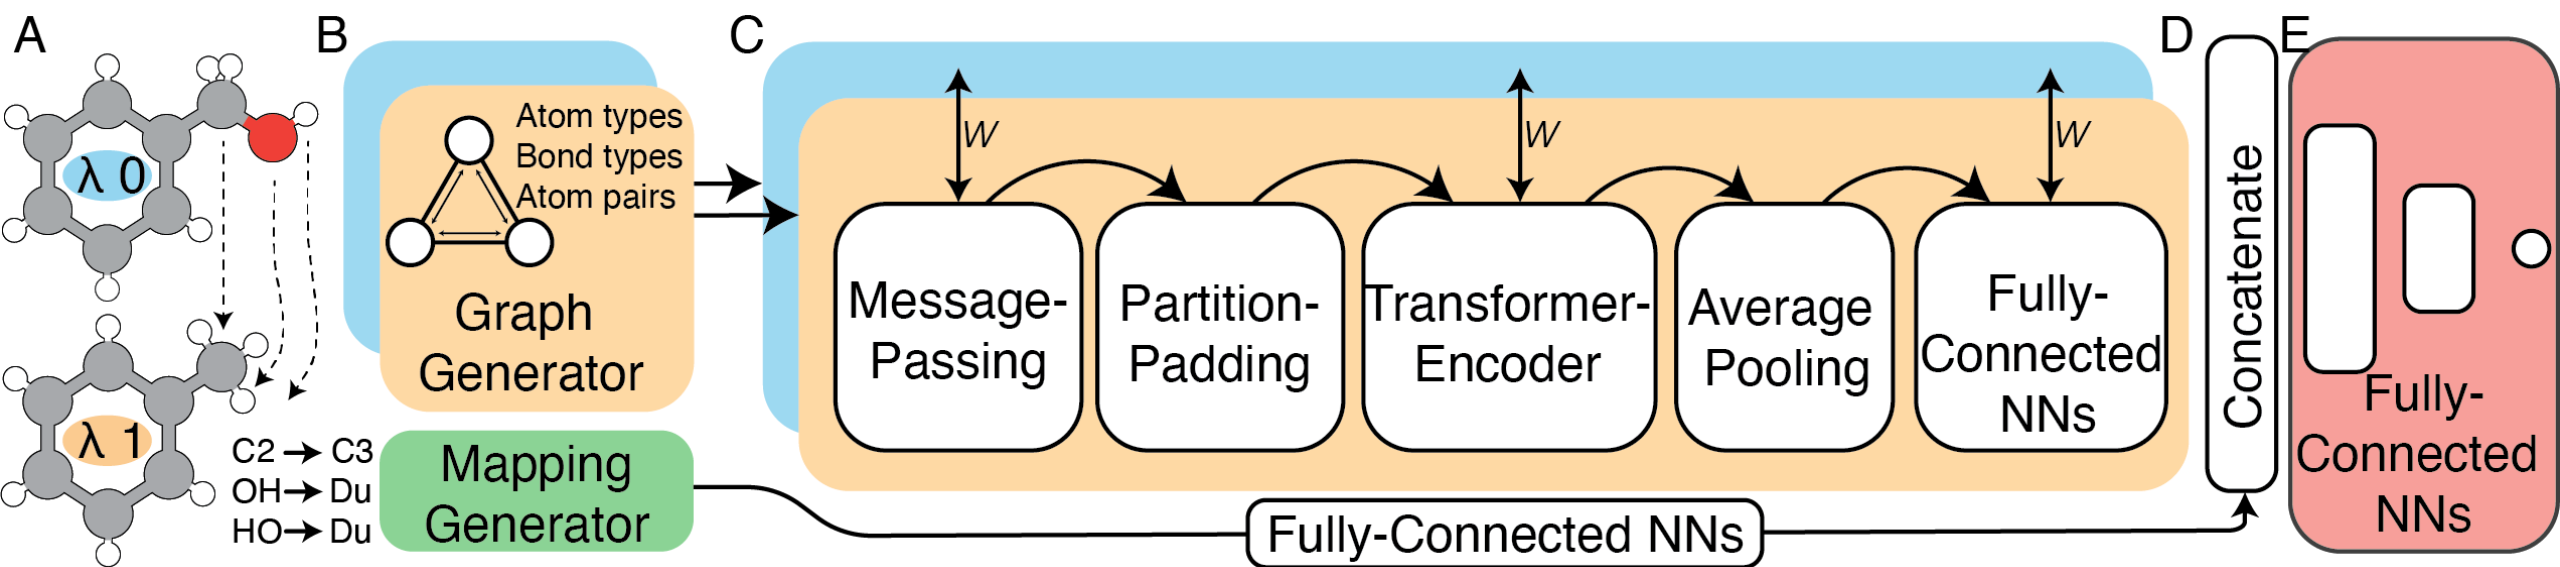 A
λ 0
λ 1
C2 → C3
OH → Du
HO → Du
B
Atom types
Bond types
Atom pairs
Graph
Generator
Mapping
Generator
C
W
W
W
Message-
Passing
Partition-
Padding
Transformer-
Encoder
Average
Pooling
Fully-
Connected
NNs
Fully-Connected NNs
D
Concatenate
E
Fully-
Connected
NNs